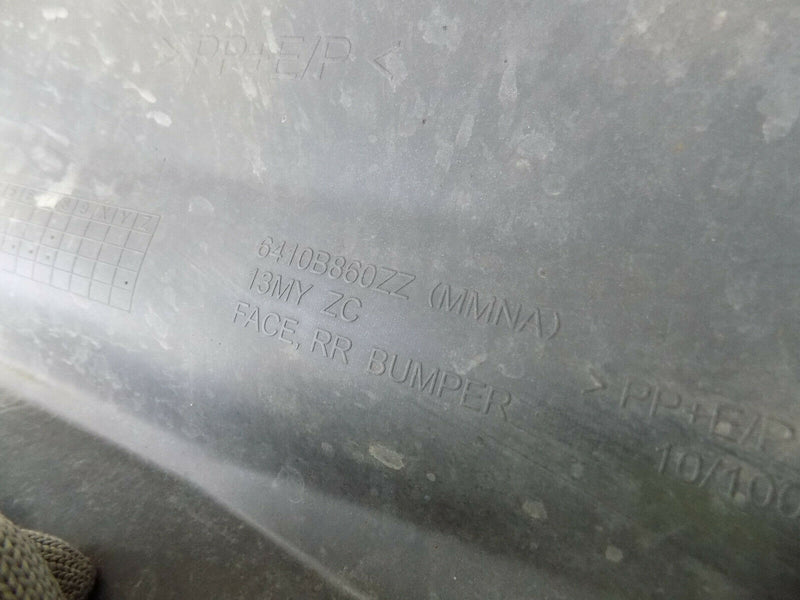 >PP+E/P<
X Y Z
6410B860ZZ (MMNA)
13MY ZC
FACE, RR BUMPER
>PP+E/P
10/100